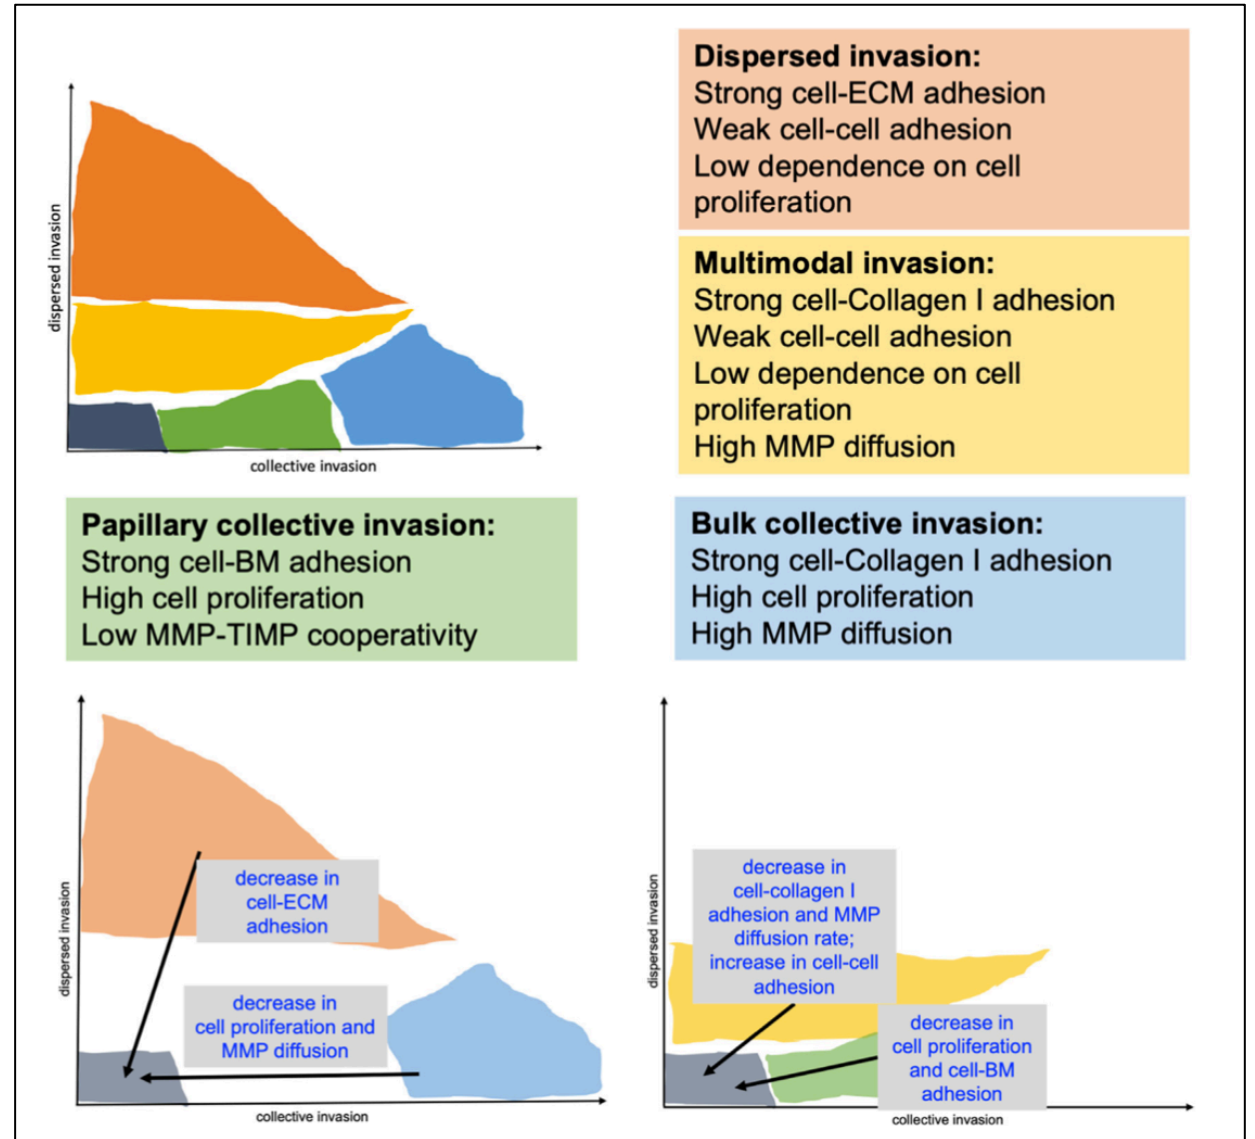 dispersed invasion
collective invasion
Dispersed invasion:
Strong cell-ECM adhesion
Weak cell-cell adhesion
Low dependence on cell
proliferation
Multimodal invasion:
Strong cell-Collagen I adhesion
Weak cell-cell adhesion
Low dependence on cell
proliferation
High MMP diffusion
Papillary collective invasion:
Strong cell-BM adhesion
High cell proliferation
Low MMP-TIMP cooperativity
Bulk collective invasion:
Strong cell-Collagen I adhesion
High cell proliferation
High MMP diffusion
dispersed invasion
decrease in
cell-ECM
adhesion
decrease in
cell proliferation and
MMP diffusion
collective invasion
dispersed invasion
decrease in
cell-collagen I
adhesion and MMP
diffusion rate;
increase in cell-cell
adhesion
decrease in
cell proliferation
and cell-BM
adhesion
collective invasion